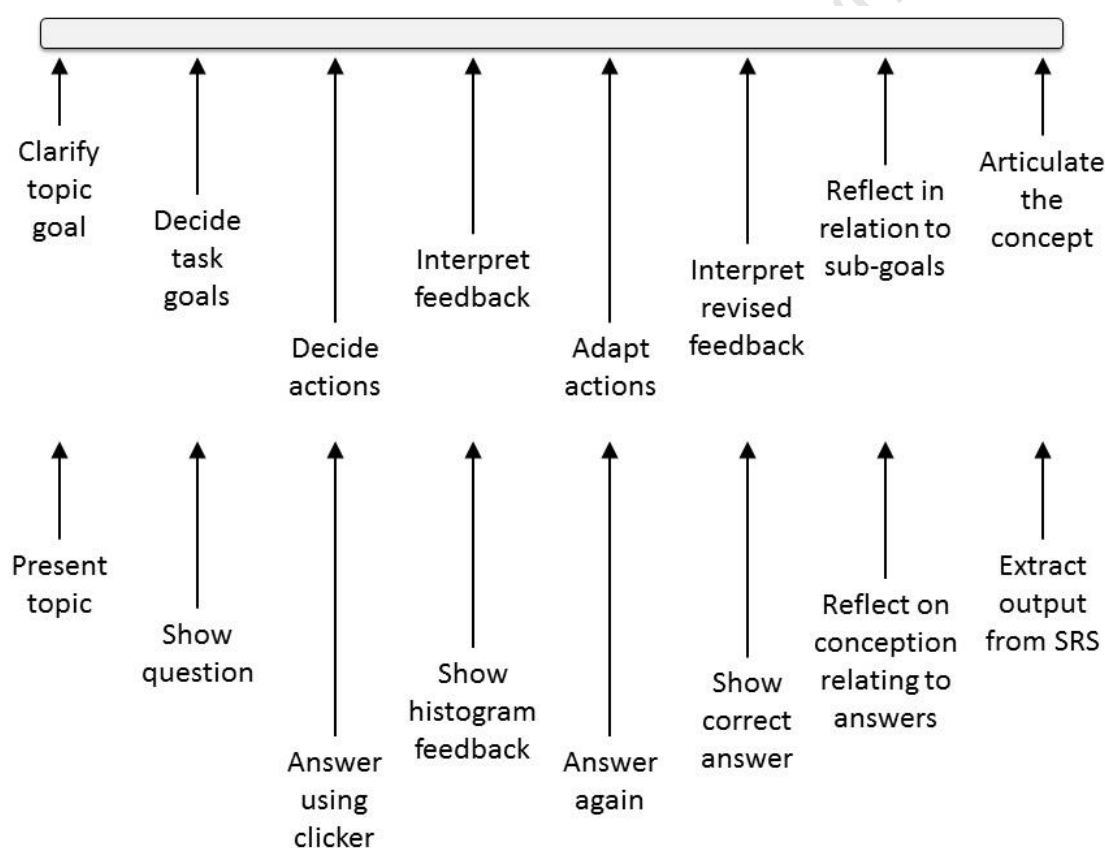 Clarify
topic
goal
Decide
task
goals
Decide
actions
Interpret
feedback
Adapt
actions
Interpret
revised
feedback
Reflect in
relation to
sub-goals
Articulate
the
concept
Present
topic
Show
question
Answer
using
clicker
Show
histogram
feedback
Answer
again
Show
correct
answer
Reflect on
conception
relating to
answers
Extract
output
from SRS